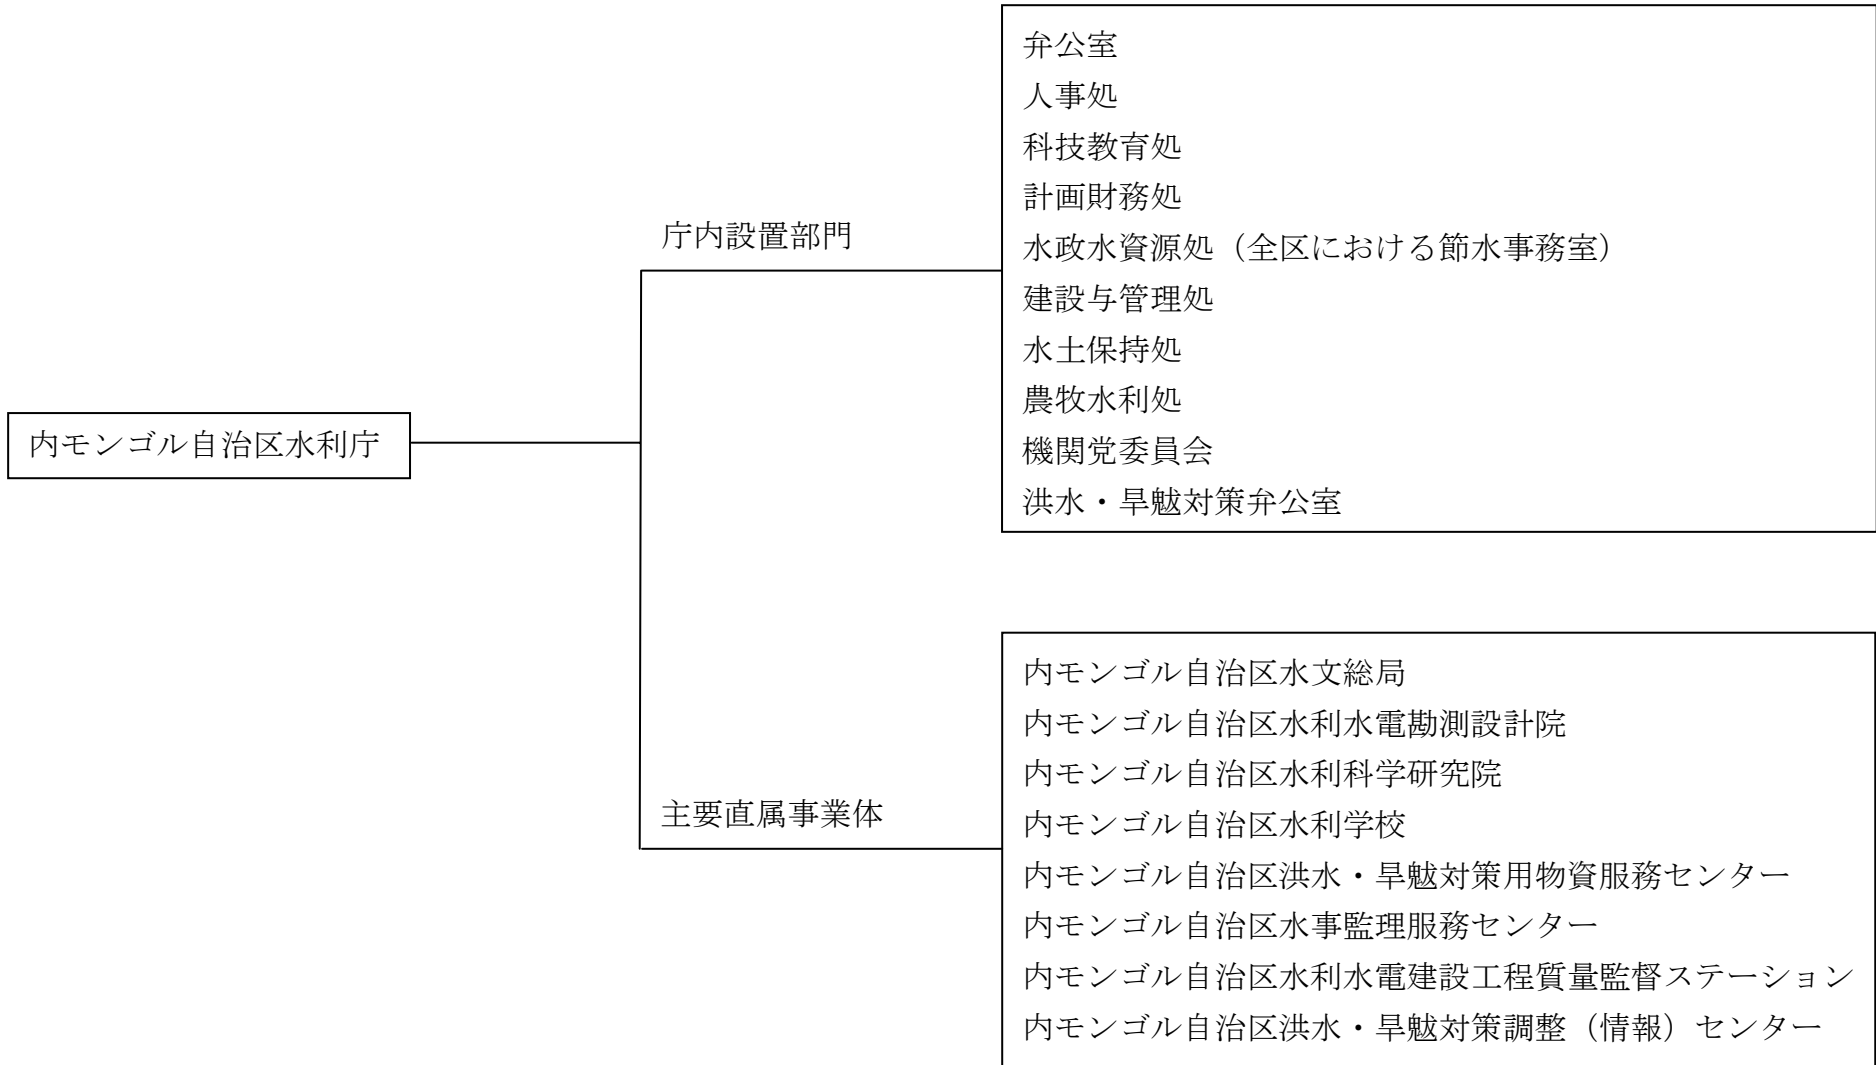 内モンゴル自治区水利庁
庁内設置部門
弁公室
人事処
科技教育処
計画財務処
水政水資源処（全区における節水事務室）
建設与管理処
水土保持処
農牧水利処
機関党委員会
洪水・旱魃対策弁公室
主要直属事業体
内モンゴル自治区水文総局
内モンゴル自治区水利水電勘測設計院
内モンゴル自治区水利科学研究院
内モンゴル自治区水利学校
内モンゴル自治区洪水・旱魃対策用物資服務センター
内モンゴル自治区水事監理服務センター
内モンゴル自治区水利水電建設工程質量監督ステーション
内モンゴル自治区洪水・旱魃対策調整（情報）センター